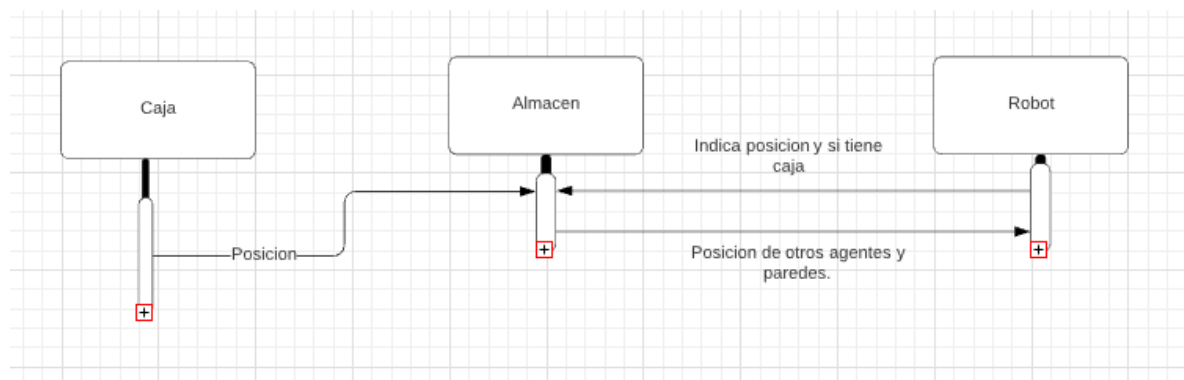 Caja
Almacen
Robot
Indica posicion y si tiene
caja
Posicion
Posicion de otros agentes y
paredes.